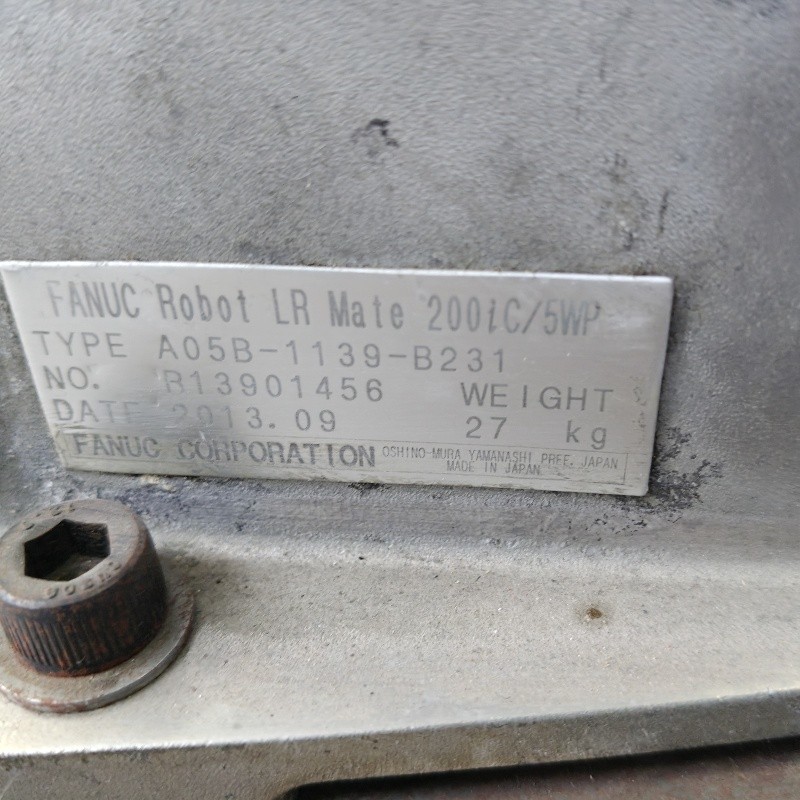 FANUC Robot LR Mate 200iC/5WP
TYPE A05B-1139-B231
NO. R13901456 WEIGHT
DATE 2013.09 27 kg
FANUC CORPORATION OSHINO-MURA YAMANASHI PREF. JAPAN
MADE IN JAPAN